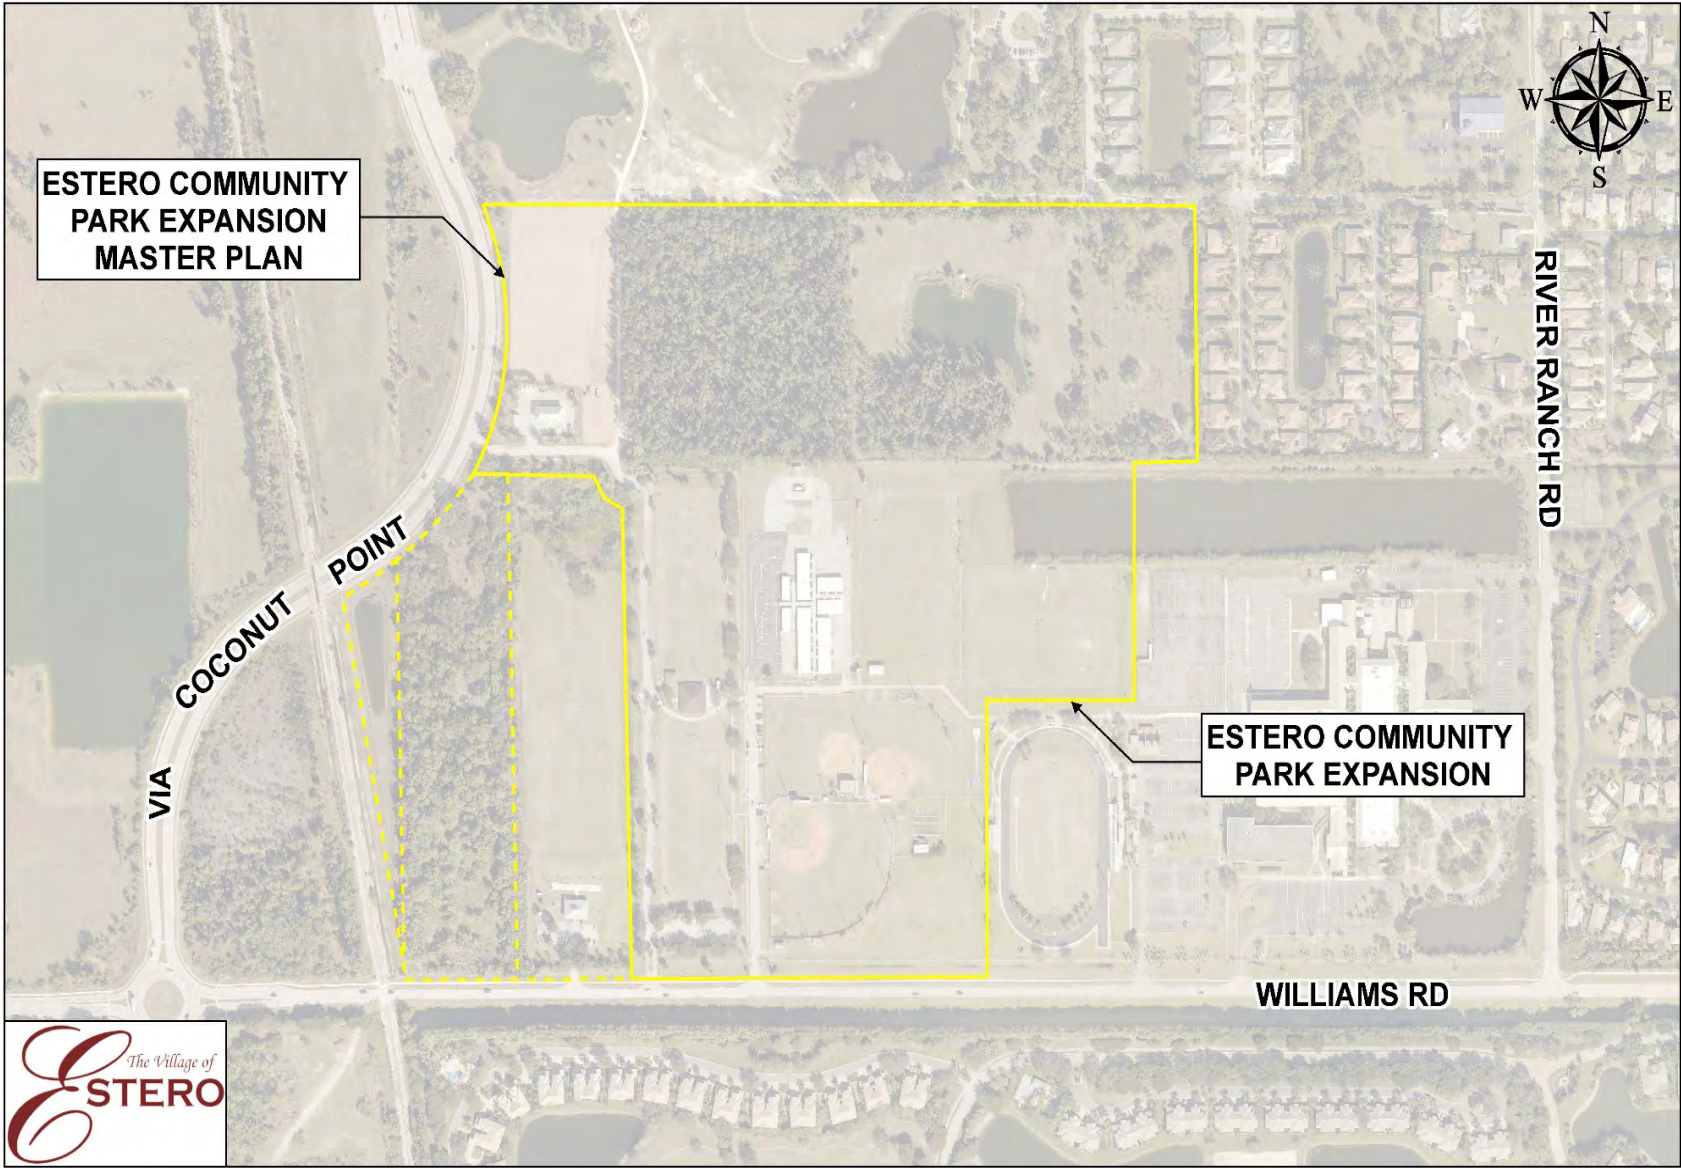 N
W
E
S
ESTERO COMMUNITY
PARK EXPANSION
MASTER PLAN
RIVER RANCH RD
VIA COCONUT POINT
ESTERO COMMUNITY
PARK EXPANSION
WILLIAMS RD
The Village of
ESTERO